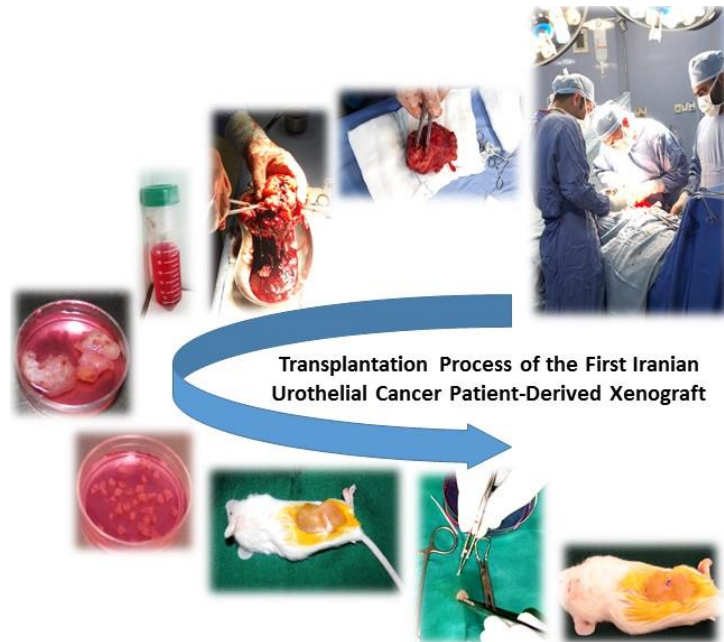 Transplantation Process of the First Iranian
Urothelial Cancer Patient-Derived Xenograft